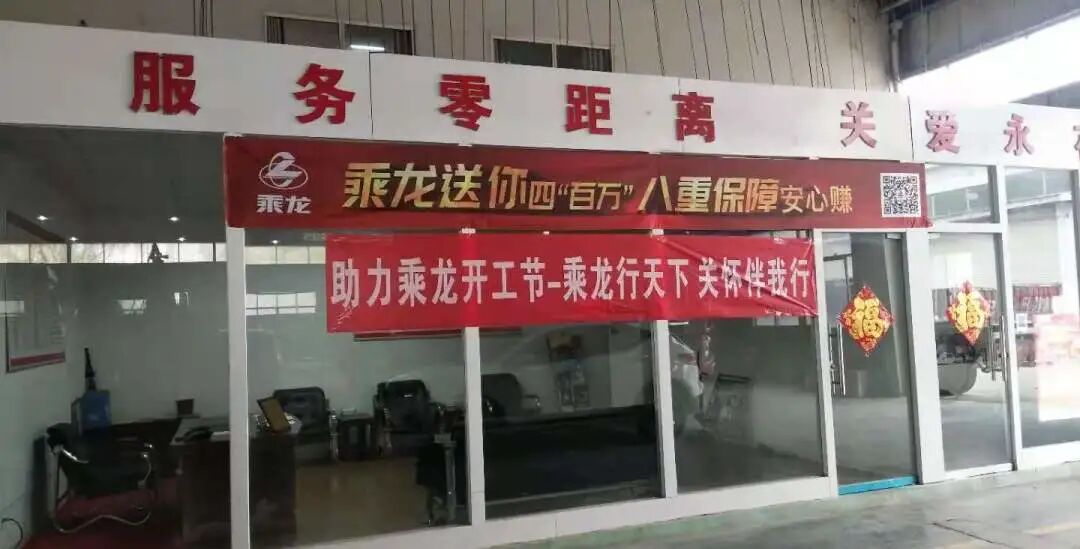 服务零距离 关爱永
乘龙 乘龙送你四“百万”八重保障安心赚
助力乘龙开工节-乘龙行天下 关怀伴我行
福 福